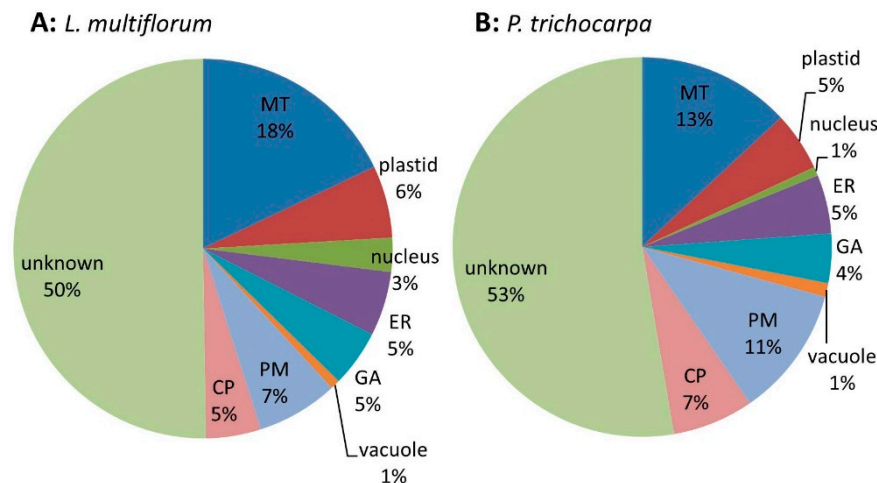 A: L. multiflorum
MT
18%
plastid
6%
nucleus
3%
ER
5%
GA
5%
vacuole
1%
PM
7%
CP
5%
unknown
50%
B: P. trichocarpa
MT
13%
plastid
5%
nucleus
1%
ER
5%
GA
4%
vacuole
1%
PM
11%
CP
7%
unknown
53%